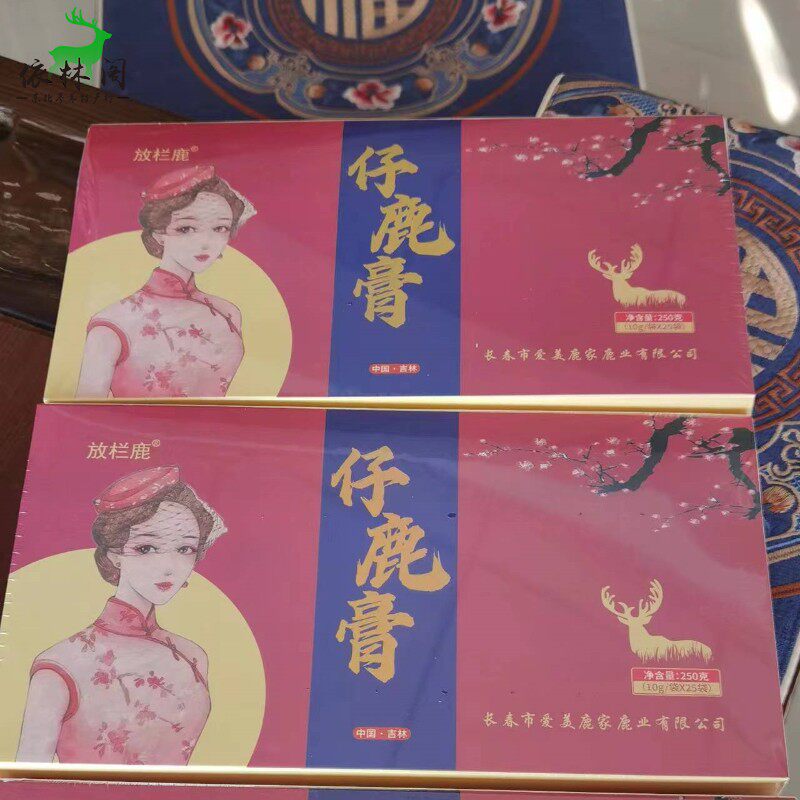 依林阁
放栏鹿®
仔鹿膏
净含量:250克
(10g/袋X25袋)
中国·吉林
长春市爱美鹿家鹿业有限公司
放栏鹿®
仔鹿膏
净含量:250克
(10g/袋X25袋)
中国·吉林
长春市爱美鹿家鹿业有限公司